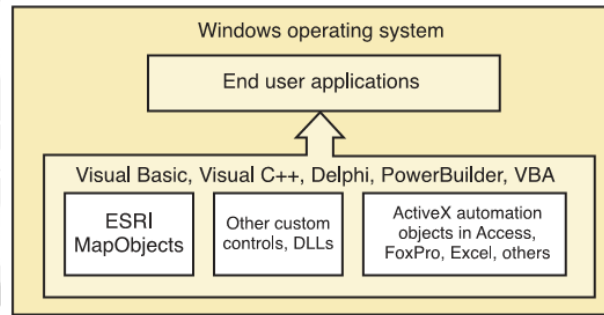 Windows operating system
End user applications
Visual Basic, Visual C++, Delphi, PowerBuilder, VBA
ESRI
MapObjects
Other custom
controls, DLLs
ActiveX automation
objects in Access,
FoxPro, Excel, others